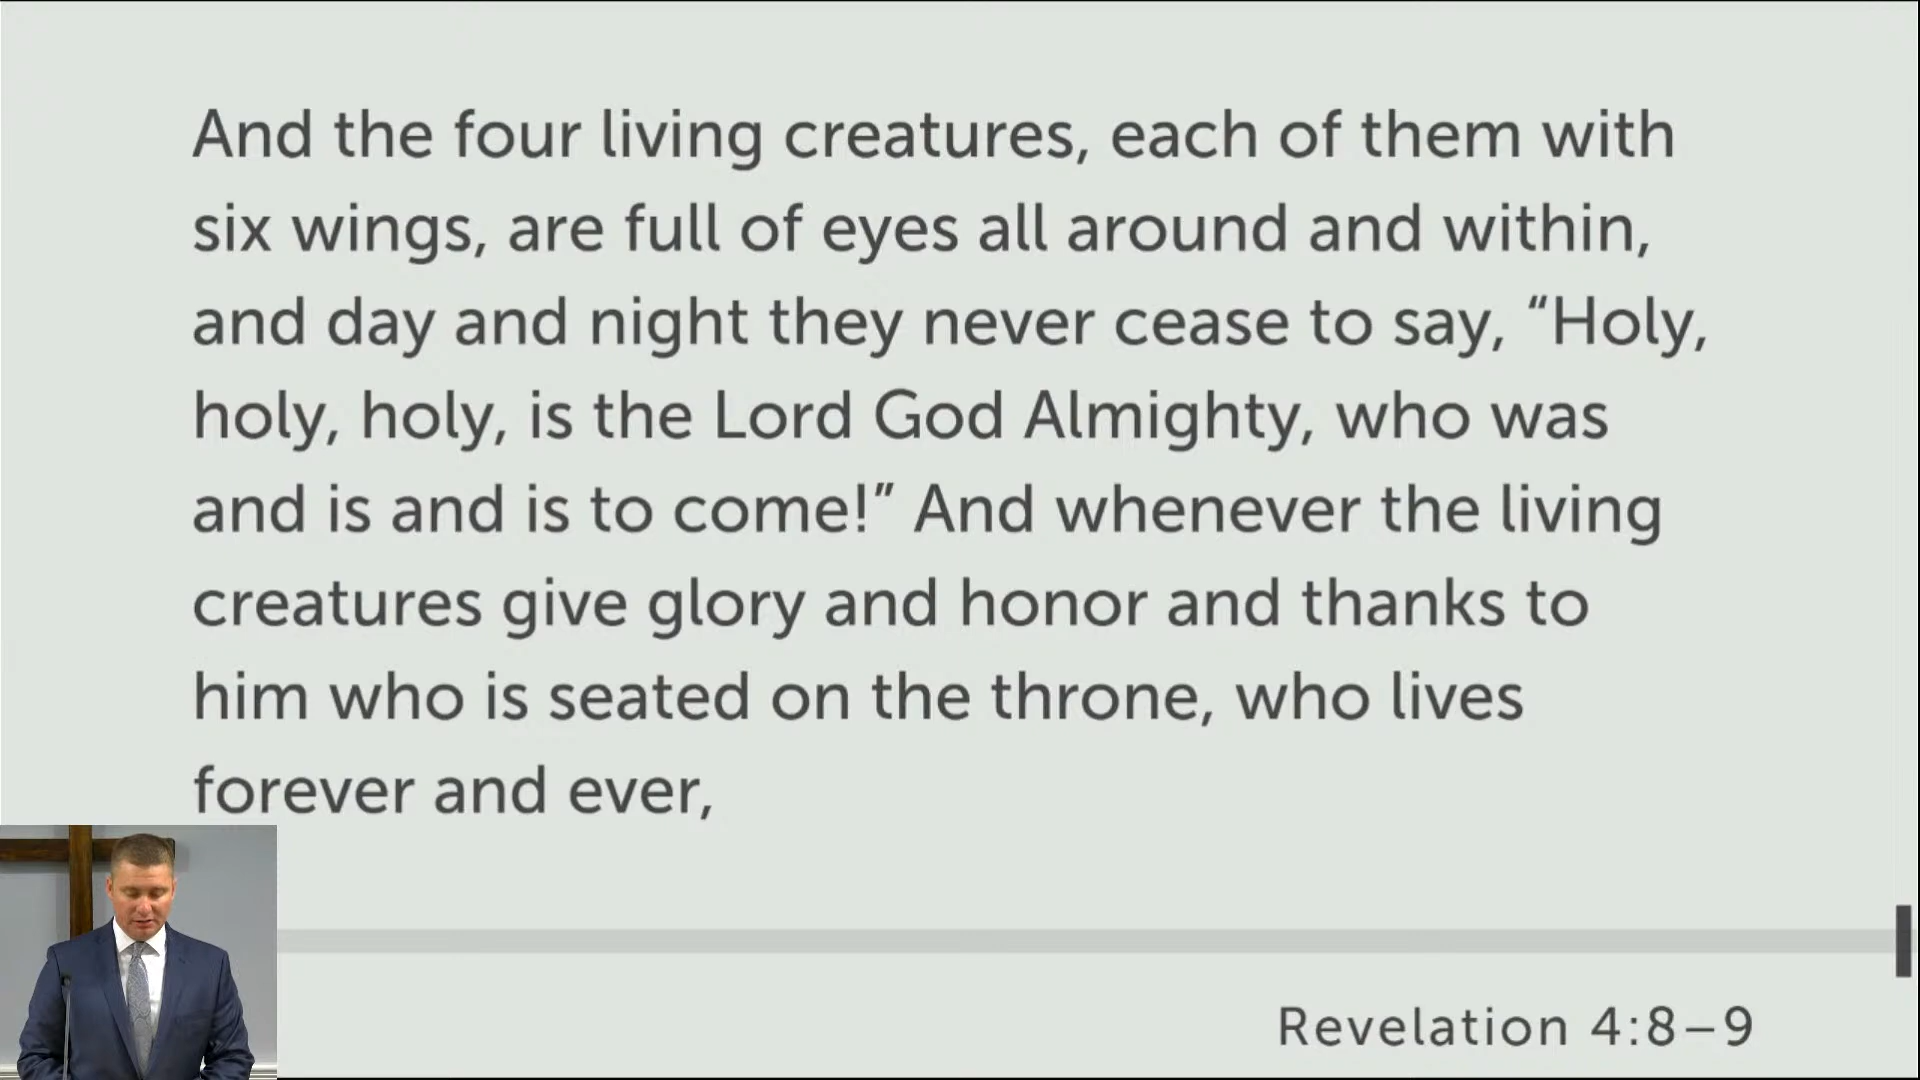 And the four living creatures, each of them with
six wings, are full of eyes all around and within,
and day and night they never cease to say, “Holy,
holy, holy, is the Lord God Almighty, who was
and is and is to come!” And whenever the living
creatures give glory and honor and thanks to
him who is seated on the throne, who lives
forever and ever,
Revelation 4:8–9